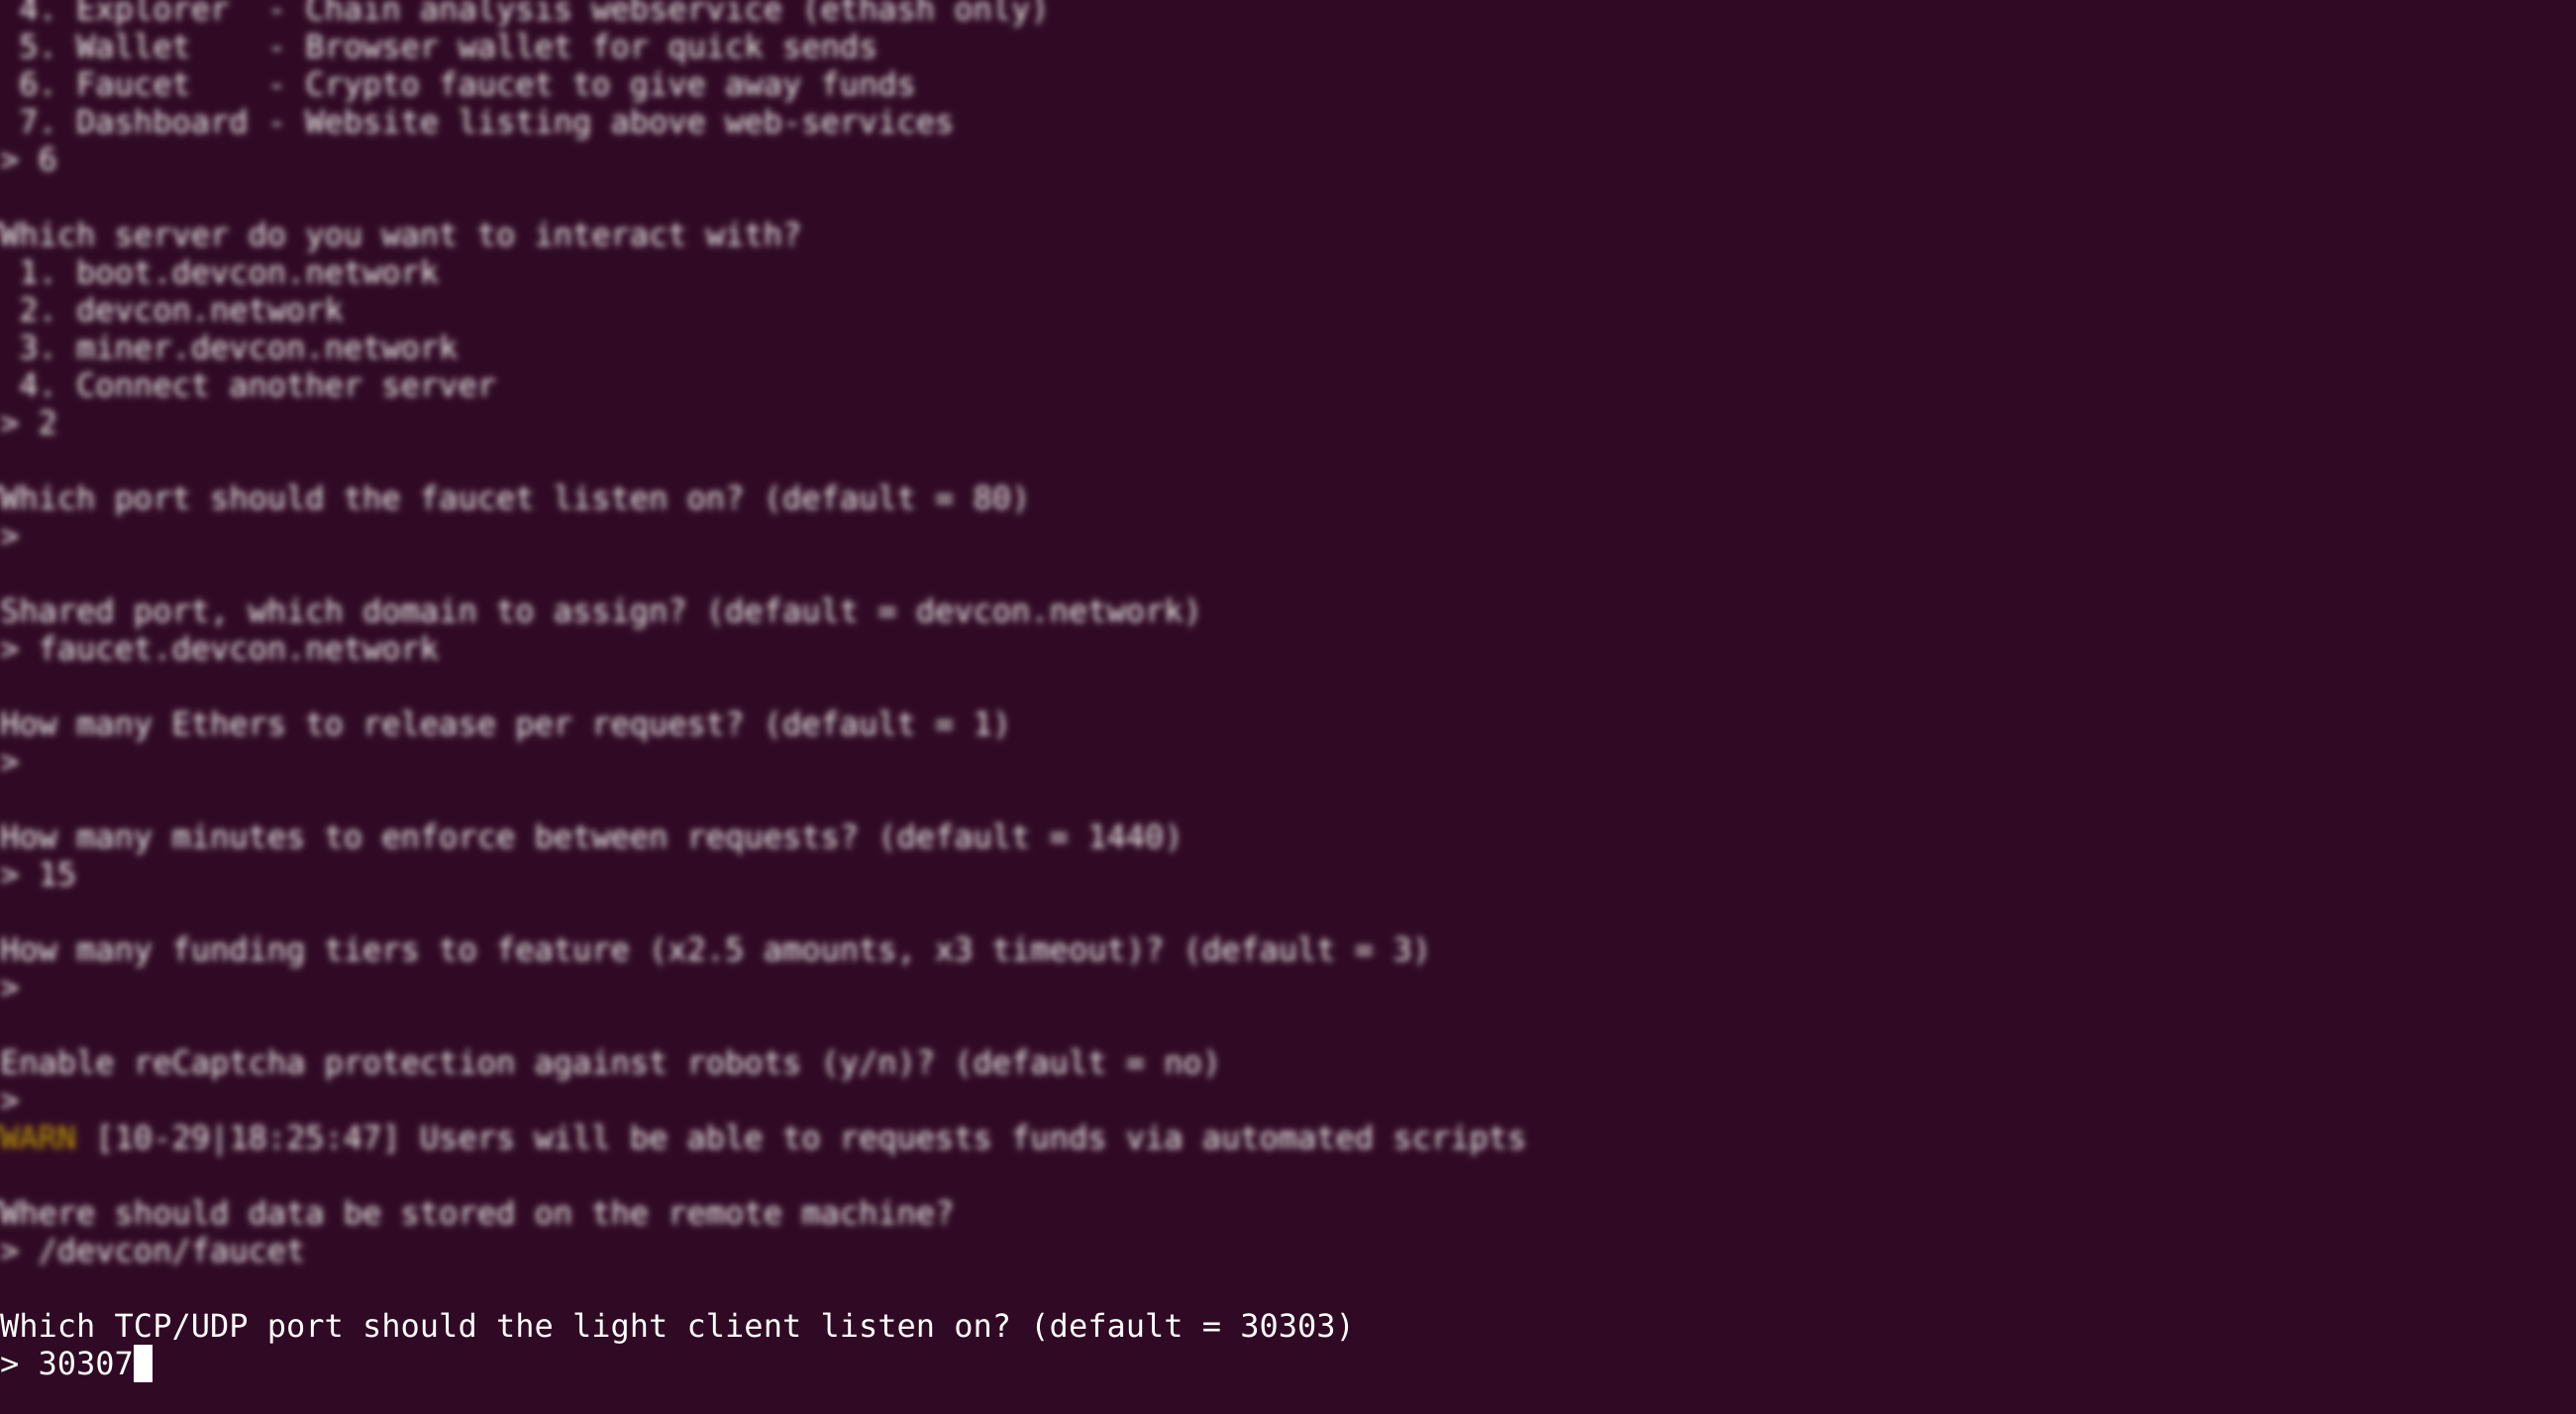 4. Explorer  - Chain analysis webservice (ethash only)
5. Wallet    - Browser wallet for quick sends
6. Faucet    - Crypto faucet to give away funds
7. Dashboard - Website listing above web-services
> 6
Which server do you want to interact with?
1. boot.devcon.network
2. devcon.network
3. miner.devcon.network
4. Connect another server
> 2
Which port should the faucet listen on? (default = 80)
>
Shared port, which domain to assign? (default = devcon.network)
> faucet.devcon.network
How many Ethers to release per request? (default = 1)
>
How many minutes to enforce between requests? (default = 1440)
> 15
How many funding tiers to feature (x2.5 amounts, x3 timeout)? (default = 3)
>
Enable reCaptcha protection against robots (y/n)? (default = no)
>
WARN [10-29|18:25:47] Users will be able to requests funds via automated scripts
Where should data be stored on the remote machine?
> /devcon/faucet
Which TCP/UDP port should the light client listen on? (default = 30303)
> 30307